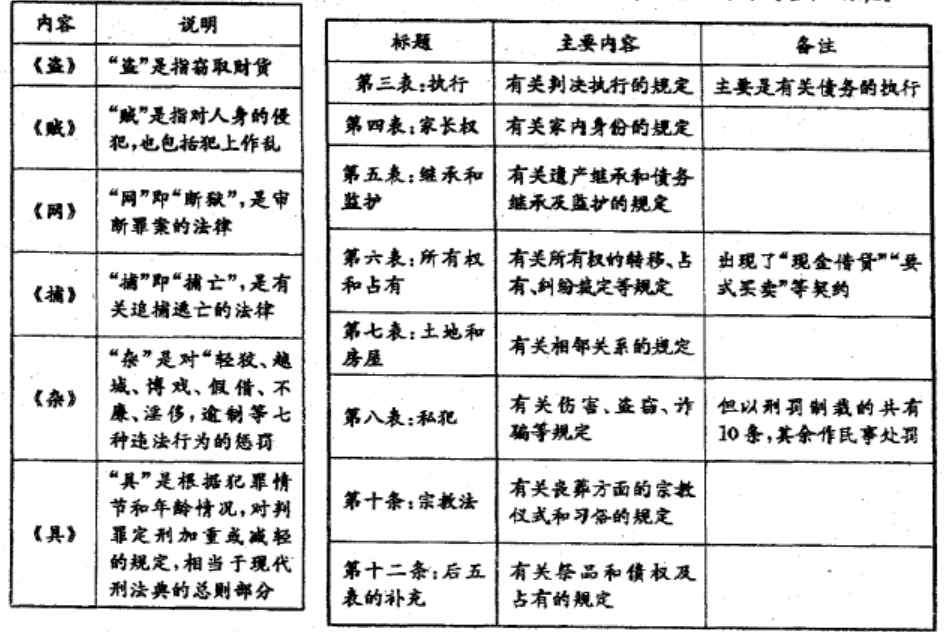 内容 说明
《盗》 “盗”是指窃取财货
《贼》 “贼”是指对人身的侵
犯,也包括犯上作乱
《网》 “网”即“断狱”,是审
断罪案的法律
《捕》 “捕”即“捕亡”,是有
关追捕逃亡的法律
《杂》 “杂”是对“轻狡、越
城、博戏、假借、不
廉、淫侈,逾制等七
种违法行为的惩罚
《具》 “具”是根据犯罪情
节和年龄情况,对判
罪定刑加重或减轻
的规定,相当于现代
刑法典的总则部分
标题 主要内容 备注
第三表:执行 有关判决执行的规定 主要是有关债务的执行
第四表:家长权 有关家内身份的规定
第五表:继承和
监护
有关遗产继承和债务
继承及监护的规定
第六表:所有权
和占有
有关所有权的转移、占
有、纠纷裁定等规定
出现了“现金借贷”“要
式买卖”等契约
第七表:土地和
房屋
有关相邻关系的规定
第八表:私犯
有关伤害、盗窃、诈
骗等规定
但以刑罚制裁的共有
10条,其余作民事处罚
第十条:宗教法
有关丧葬方面的宗教
仪式和习俗的规定
第十二条:后五
表的补充
有关祭品和债权及
占有的规定